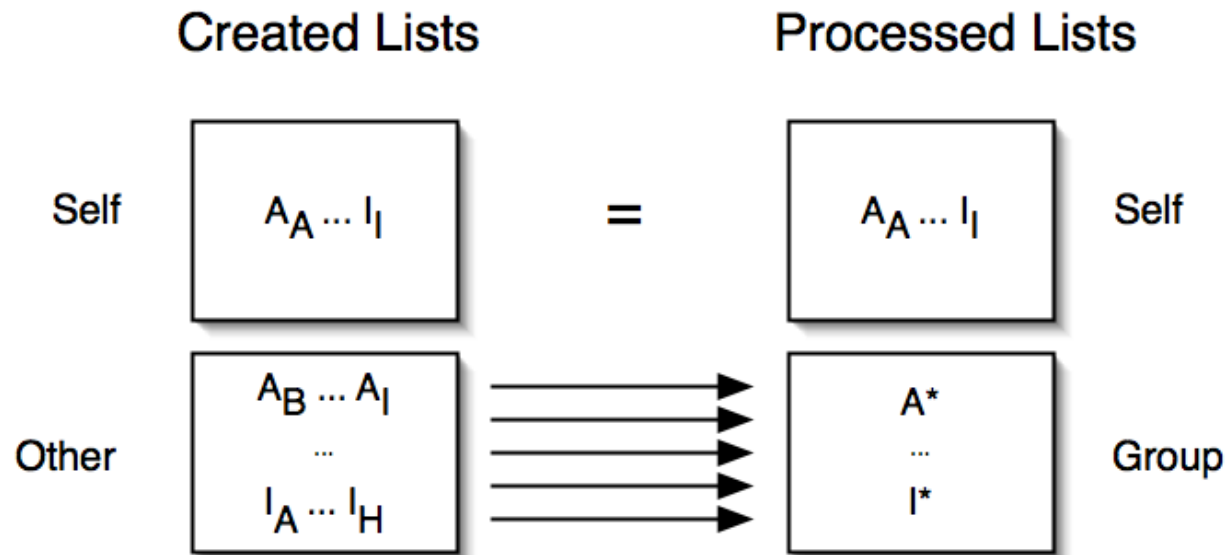 Created Lists
Processed Lists
Self
A_A ... I_I
=
A_A ... I_I
Self
Other
A_B ... A_I
...
I_A ... I_H
A*
...
I*
Group